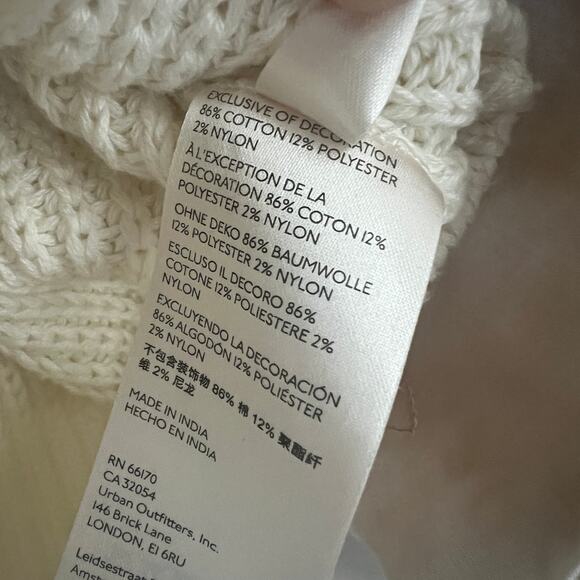 EXCLUSIVE OF DECORATION
86% COTTON 12% POLYESTER
2% NYLON
À L'EXCEPTION DE LA
DÉCORATION 86% COTON 12%
POLYESTER 2% NYLON
OHNE DEKO 86% BAUMWOLLE
12% POLYESTER 2% NYLON
ESCLUSO IL DECORO 86%
COTONE 12% POLIESTERE 2%
NYLON
EXCLUYENDO LA DECORACIÓN
86% ALGODÓN 12% POLIÉSTER
2% NYLON
不包含装饰物 86% 棉 12% 聚酯纤
维 2% 尼龙
MADE IN INDIA
HECHO EN INDIA
RN 66170
CA 32054
Urban Outfitters, Inc.
146 Brick Lane
LONDON, E1 6RU
Leidsestraat